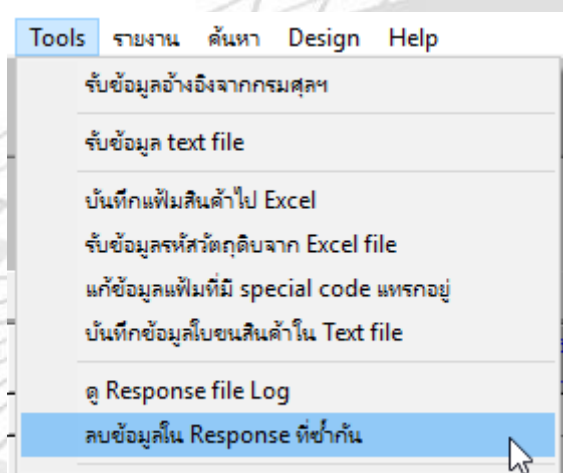 Tools รายงาน ค้นหา Design Help
รับข้อมูลอ้างอิงจากกรมศุลฯ
รับข้อมูล text file
บันทึกแฟ้มสินค้าไป Excel
รับข้อมูลรหัสวัตถุดิบจาก Excel file
แก้ข้อมูลแฟ้มที่มี special code แทรกอยู่
บันทึกข้อมูลใบขนสินค้าใน Text file
ดู Response file Log
ลบข้อมูลใน Response ที่ซ้ำกัน